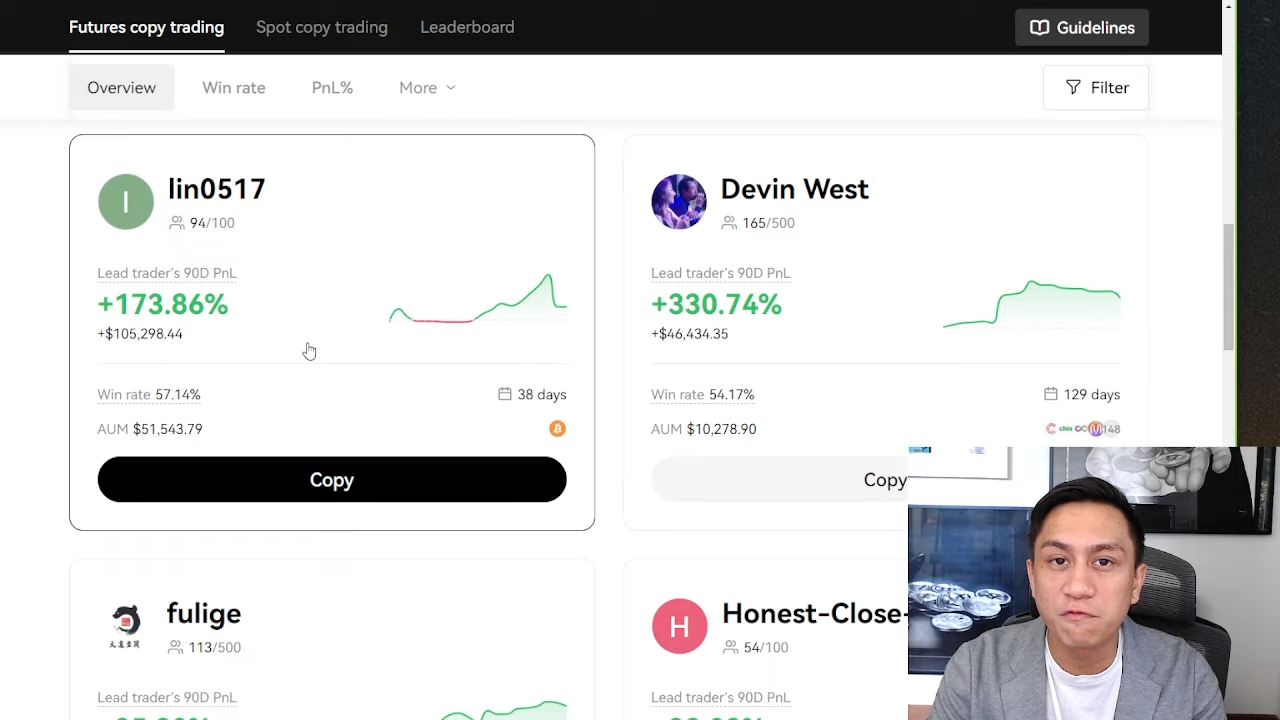 Futures copy trading
Spot copy trading
Leaderboard
Guidelines
Overview
Win rate
PnL%
More
Filter
l
lin0517
94/100
Lead trader's 90D PnL
+173.86%
+$105,298.44
Win rate 57.14%
38 days
AUM $51,543.79
Copy
Devin West
165/500
Lead trader's 90D PnL
+330.74%
+$46,434.35
Win rate 54.17%
129 days
AUM $10,278.90
148
Copy
fulige
113/500
Lead trader's 90D PnL
H
Honest-Close-
54/100
Lead trader's 90D PnL